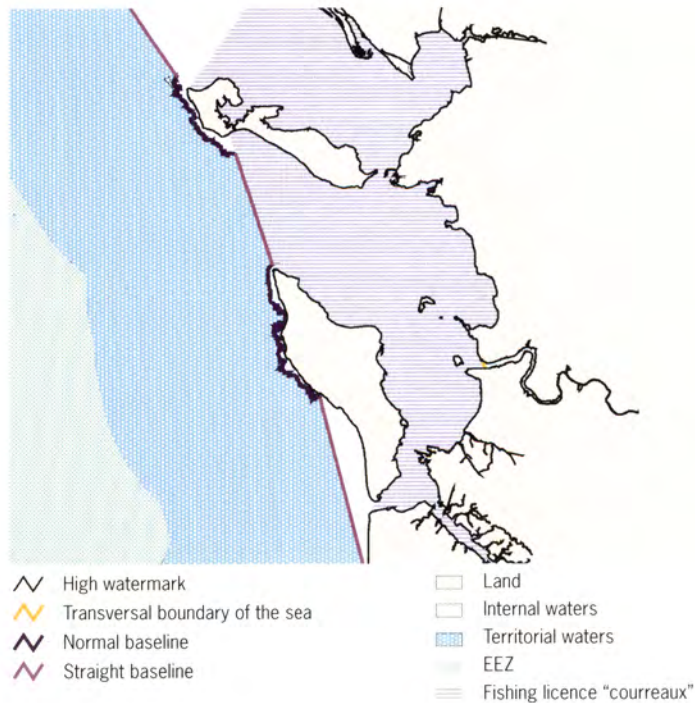 High watermark
Transversal boundary of the sea
Normal baseline
Straight baseline
Land
Internal waters
Territorial waters
EEZ
Fishing licence “courreaux”